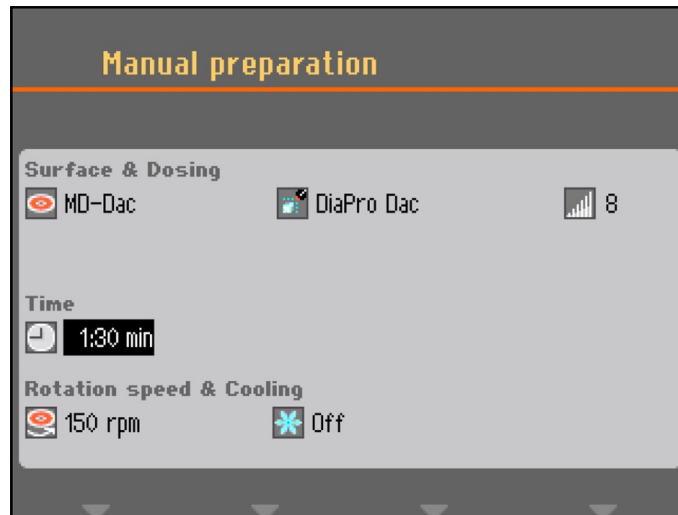 Manual preparation
Surface & Dosing
MD-Dac DiaPro Dac 8
Time
1:30 min
Rotation speed & Cooling
150 rpm Off